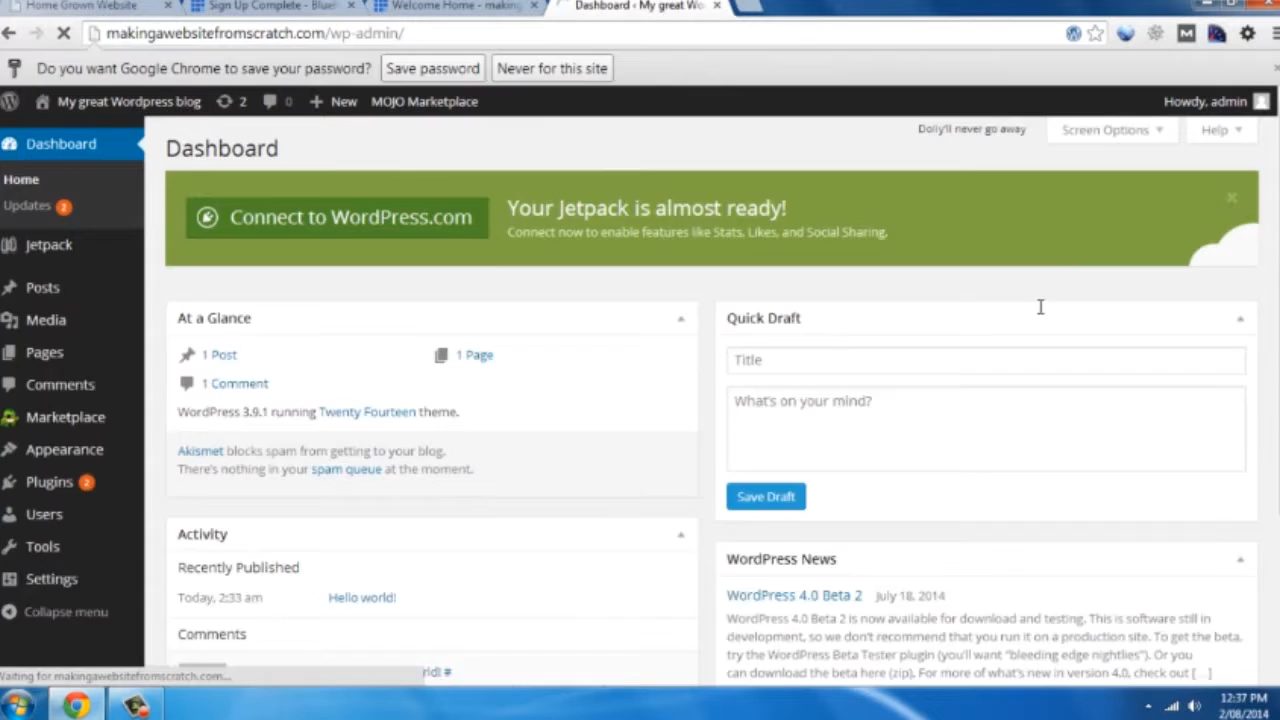 Home Grown Website
Sign Up Complete - Blue
Welcome Home - making
Dashboard ‹ My great Wo
makingawebsitefromscratch.com/wp-admin/
Do you want Google Chrome to save your password? Save password Never for this site
My great Wordpress blog 2 0 New MOJO Marketplace Howdy, admin
Dashboard
Home
Updates 2
Jetpack
Posts
Media
Pages
Comments
Marketplace
Appearance
Plugins 2
Users
Tools
Settings
Collapse menu
Dolly'll never go away Screen Options Help
Dashboard
Connect to WordPress.com
Your Jetpack is almost ready!
Connect now to enable features like Stats, Likes, and Social Sharing.
At a Glance
1 Post 1 Page
1 Comment
WordPress 3.9.1 running Twenty Fourteen theme.
Akismet blocks spam from getting to your blog.
There's nothing in your spam queue at the moment.
Activity
Recently Published
Today, 2:33 am Hello world!
Comments
Quick Draft
Title
What's on your mind?
Save Draft
WordPress News
WordPress 4.0 Beta 2 July 18, 2014
WordPress 4.0 Beta 2 is now available for download and testing. This is software still in
development, so we don't recommend that you run it on a production site. To get the beta,
try the WordPress Beta Tester plugin (you'll want "bleeding edge nightlies"). Or you
can download the beta here (zip). For more of what's new in version 4.0, check out [...]
Waiting for makingawebsitefromscratch.com...
12:37 PM
2/08/2014